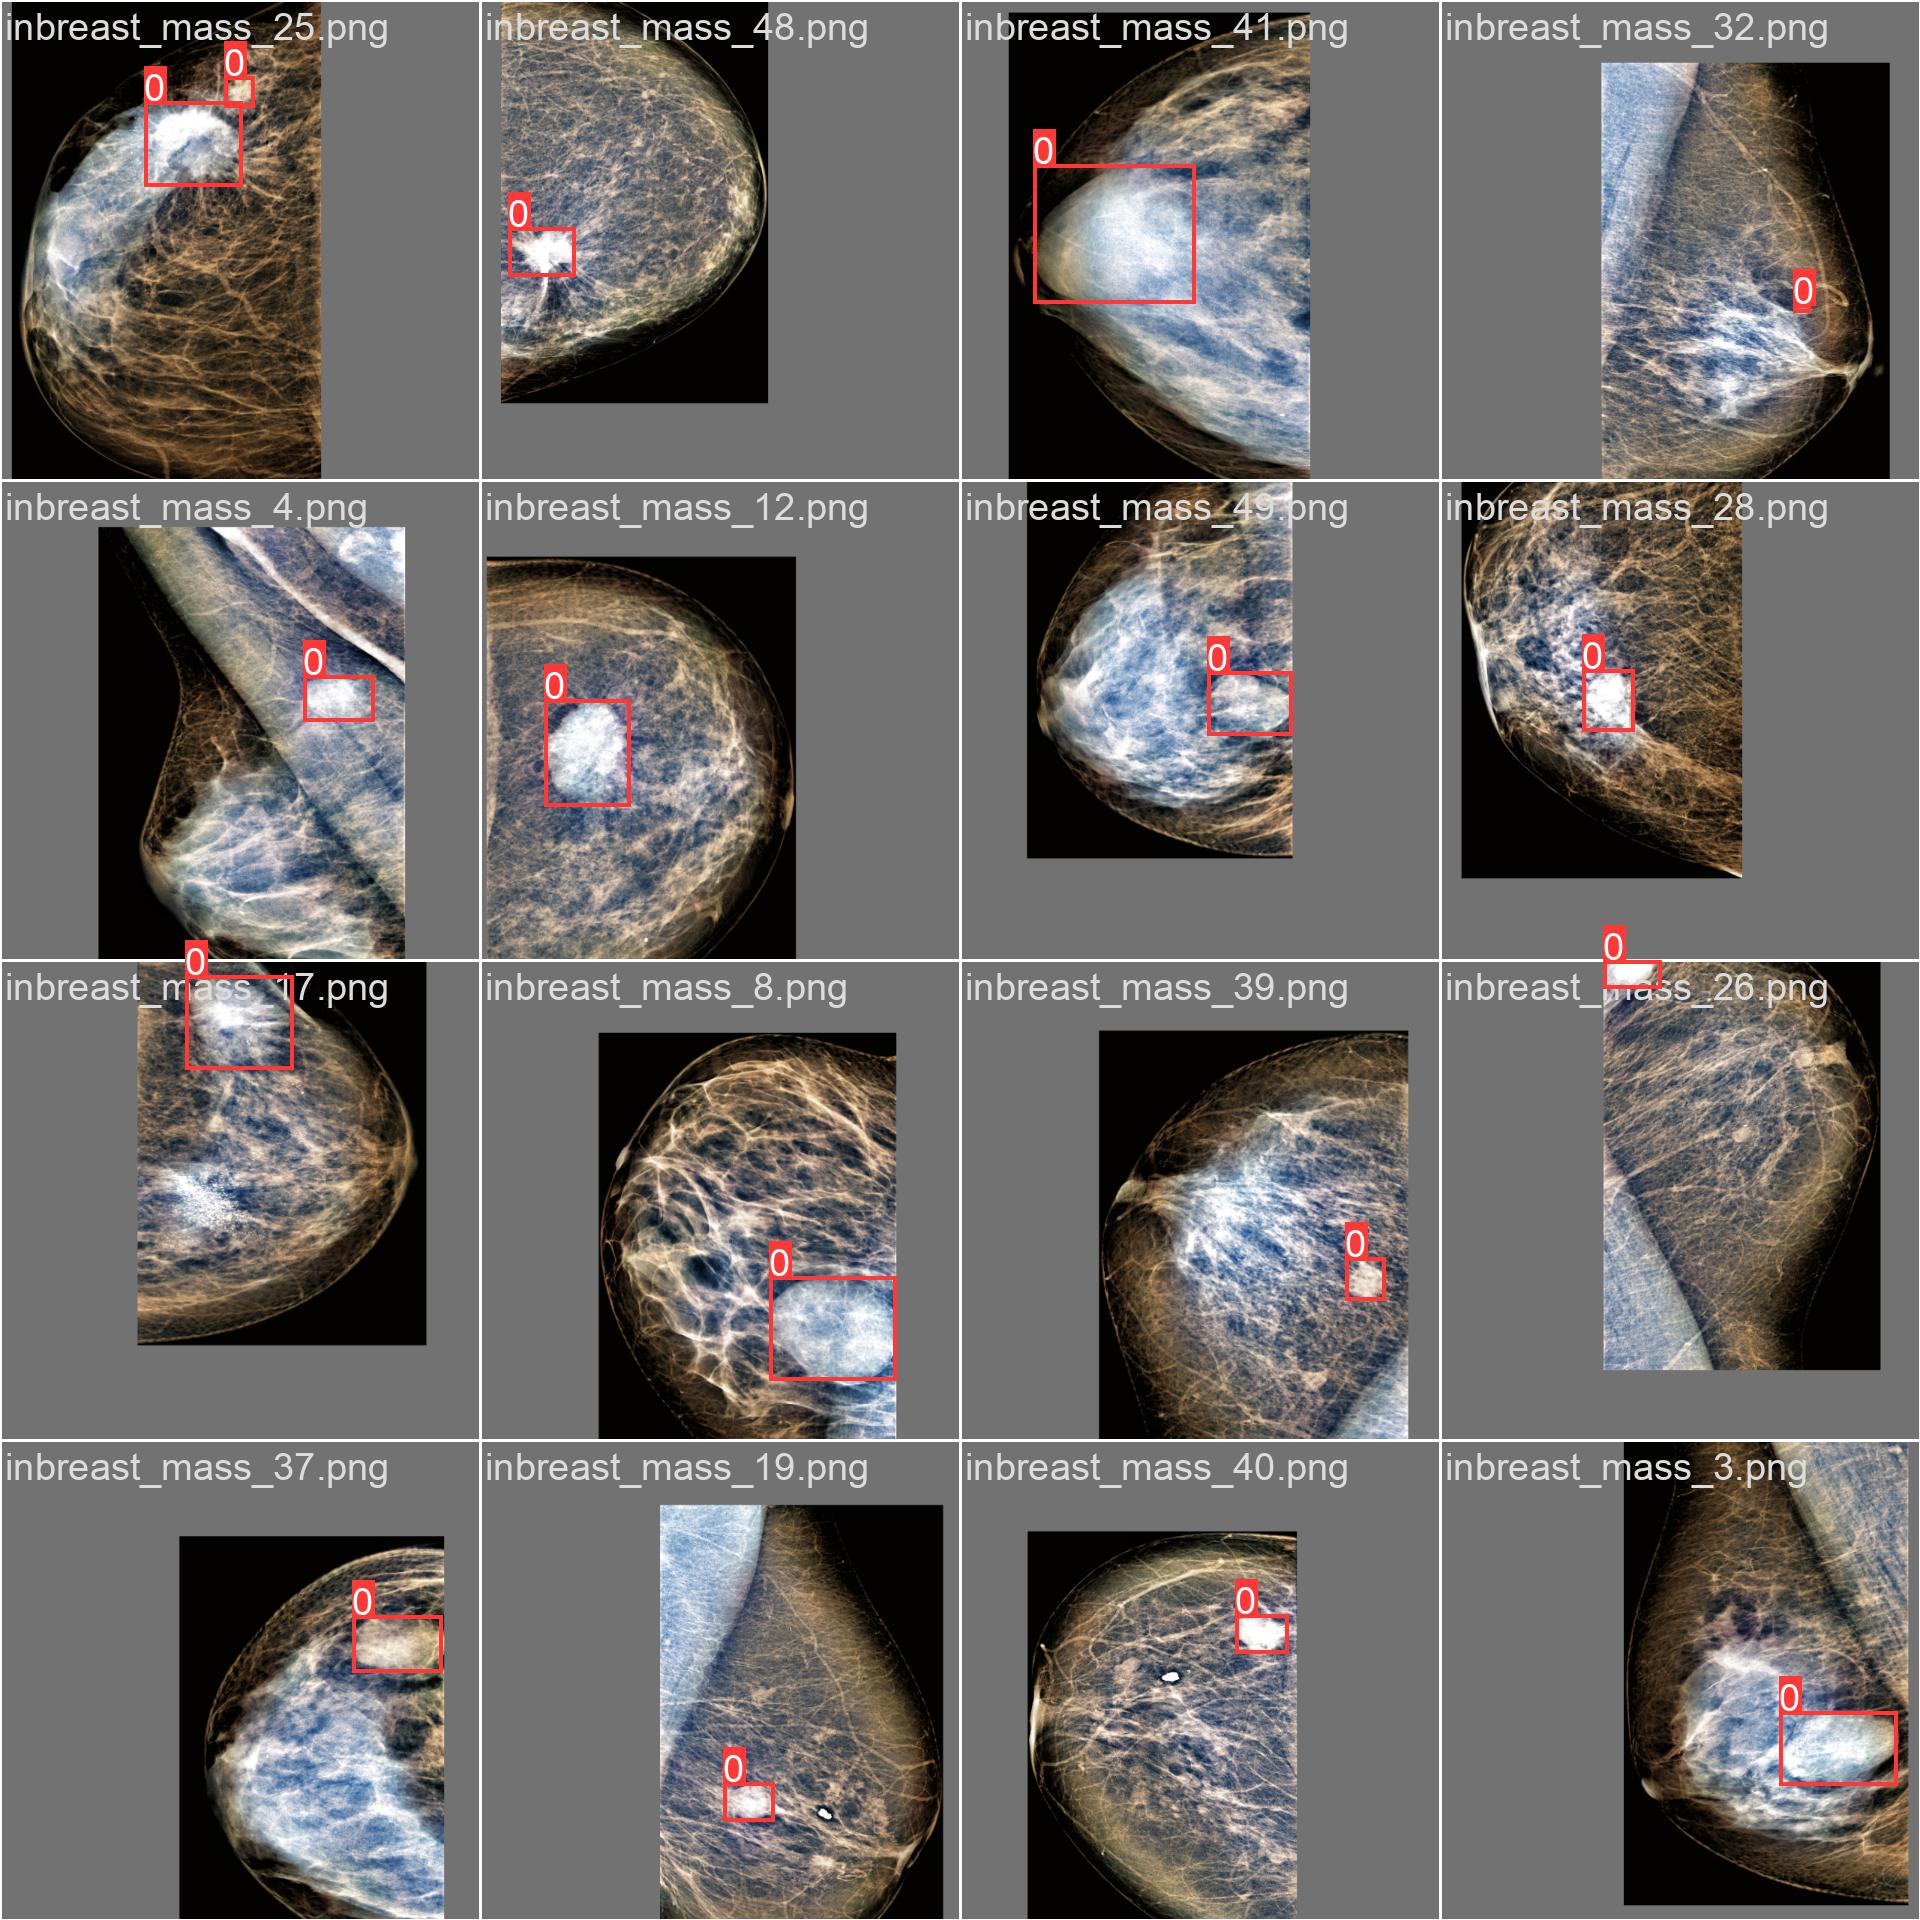 inbreast_mass_25.png
0
0
inbreast_mass_48.png
0
inbreast_mass_41.png
0
inbreast_mass_32.png
0
inbreast_mass_4.png
0
inbreast_mass_12.png
0
inbreast_mass_49.png
0
inbreast_mass_28.png
0
inbreast_mass_17.png
0
inbreast_mass_8.png
0
inbreast_mass_39.png
0
inbreast_mass_26.png
0
inbreast_mass_37.png
0
inbreast_mass_19.png
0
inbreast_mass_40.png
0
inbreast_mass_3.png
0